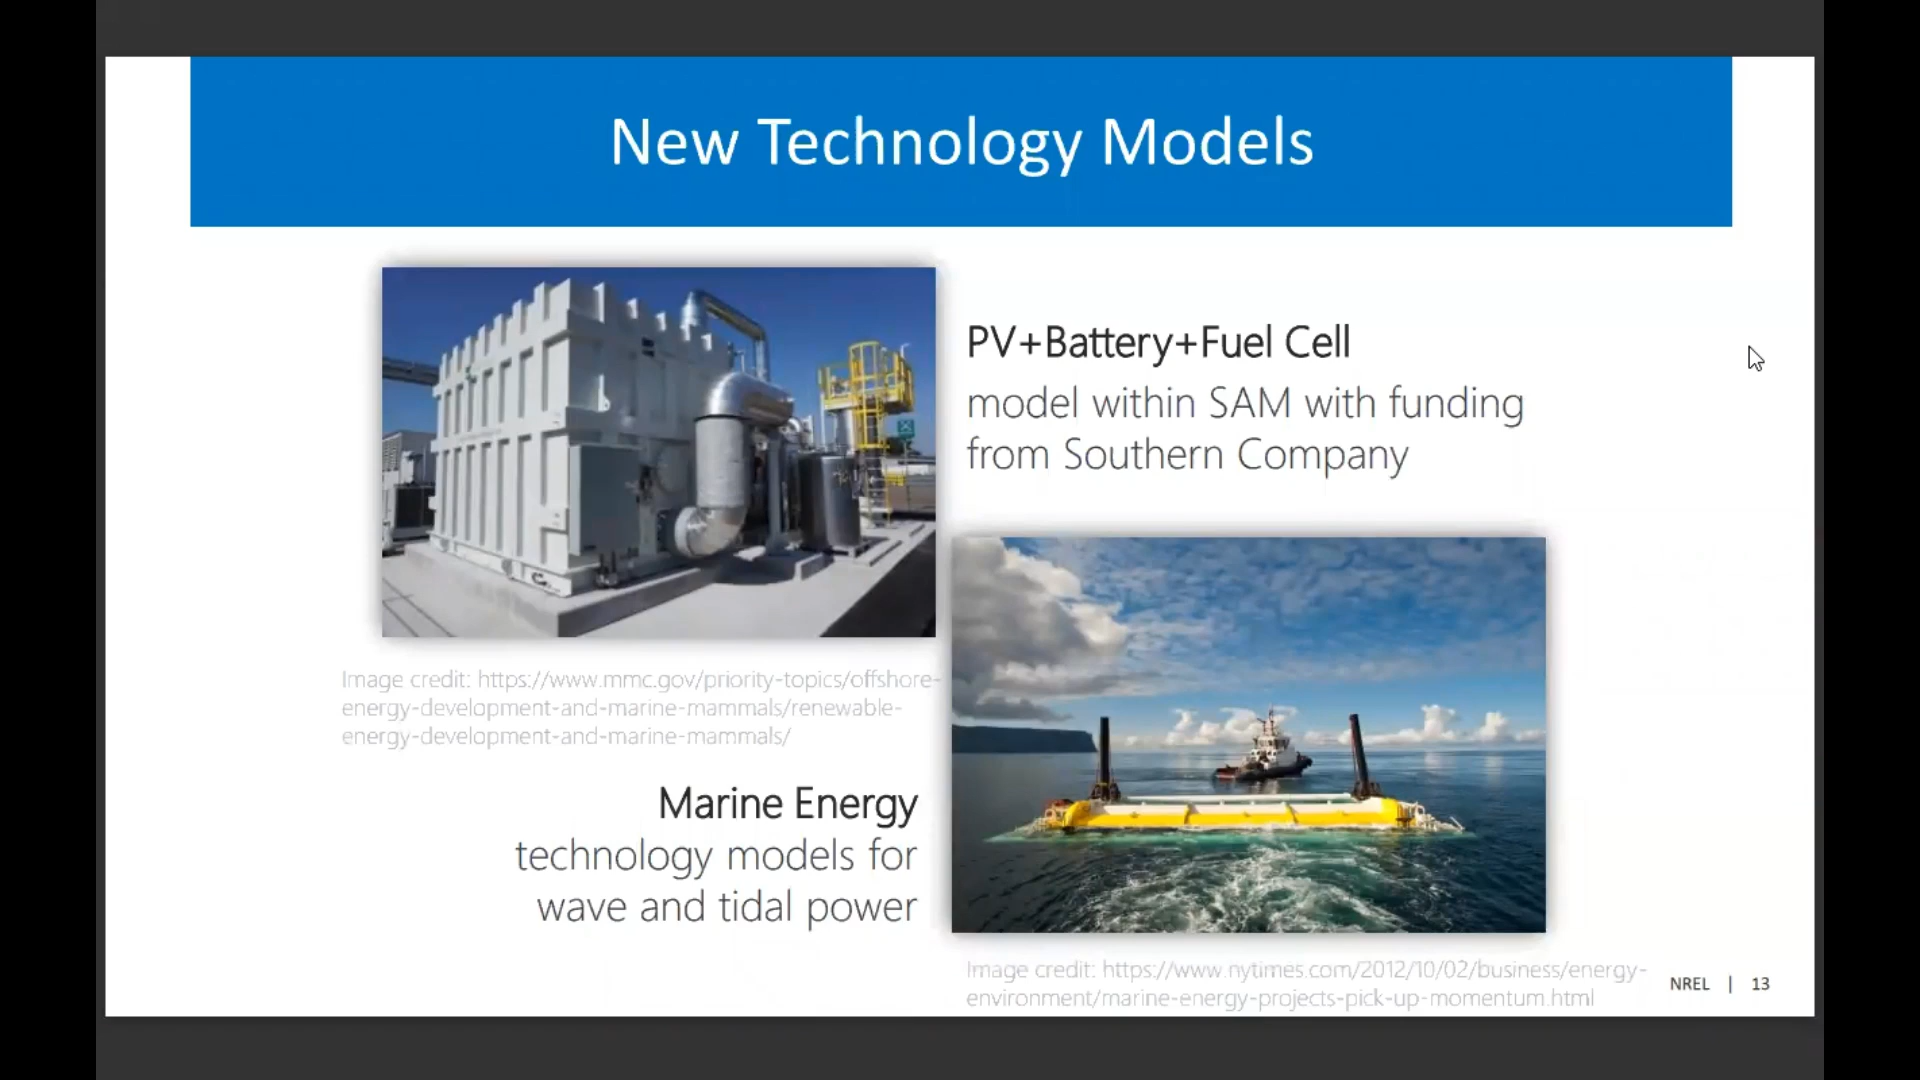 New Technology Models
PV+Battery+Fuel Cell
model within SAM with funding
from Southern Company
Image credit: https://www.mmc.gov/priority-topics/offshore-
energy-development-and-marine-mammals/renewable-
energy-development-and-marine-mammals/
Marine Energy
technology models for
wave and tidal power
Image credit: https://www.nytimes.com/2012/10/02/business/energy-
environment/marine-energy-projects-pick-up-momentum.html
NREL | 13